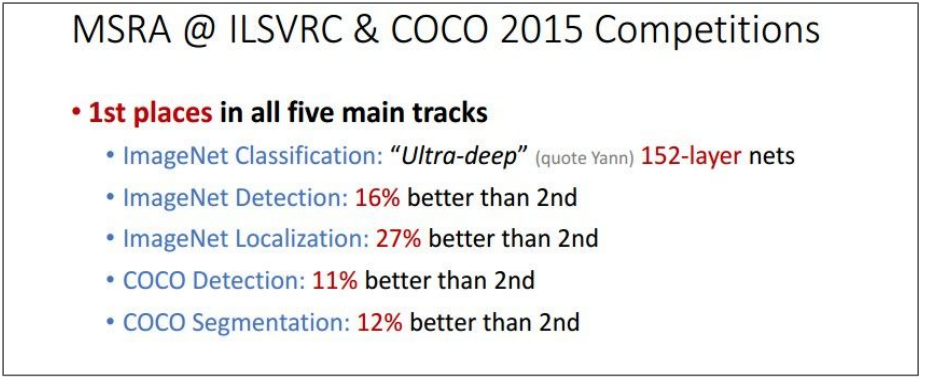 MSRA @ ILSVRC & COCO 2015 Competitions
• 1st places in all five main tracks
• ImageNet Classification: “Ultra-deep” (quote Yann) 152-layer nets
• ImageNet Detection: 16% better than 2nd
• ImageNet Localization: 27% better than 2nd
• COCO Detection: 11% better than 2nd
• COCO Segmentation: 12% better than 2nd